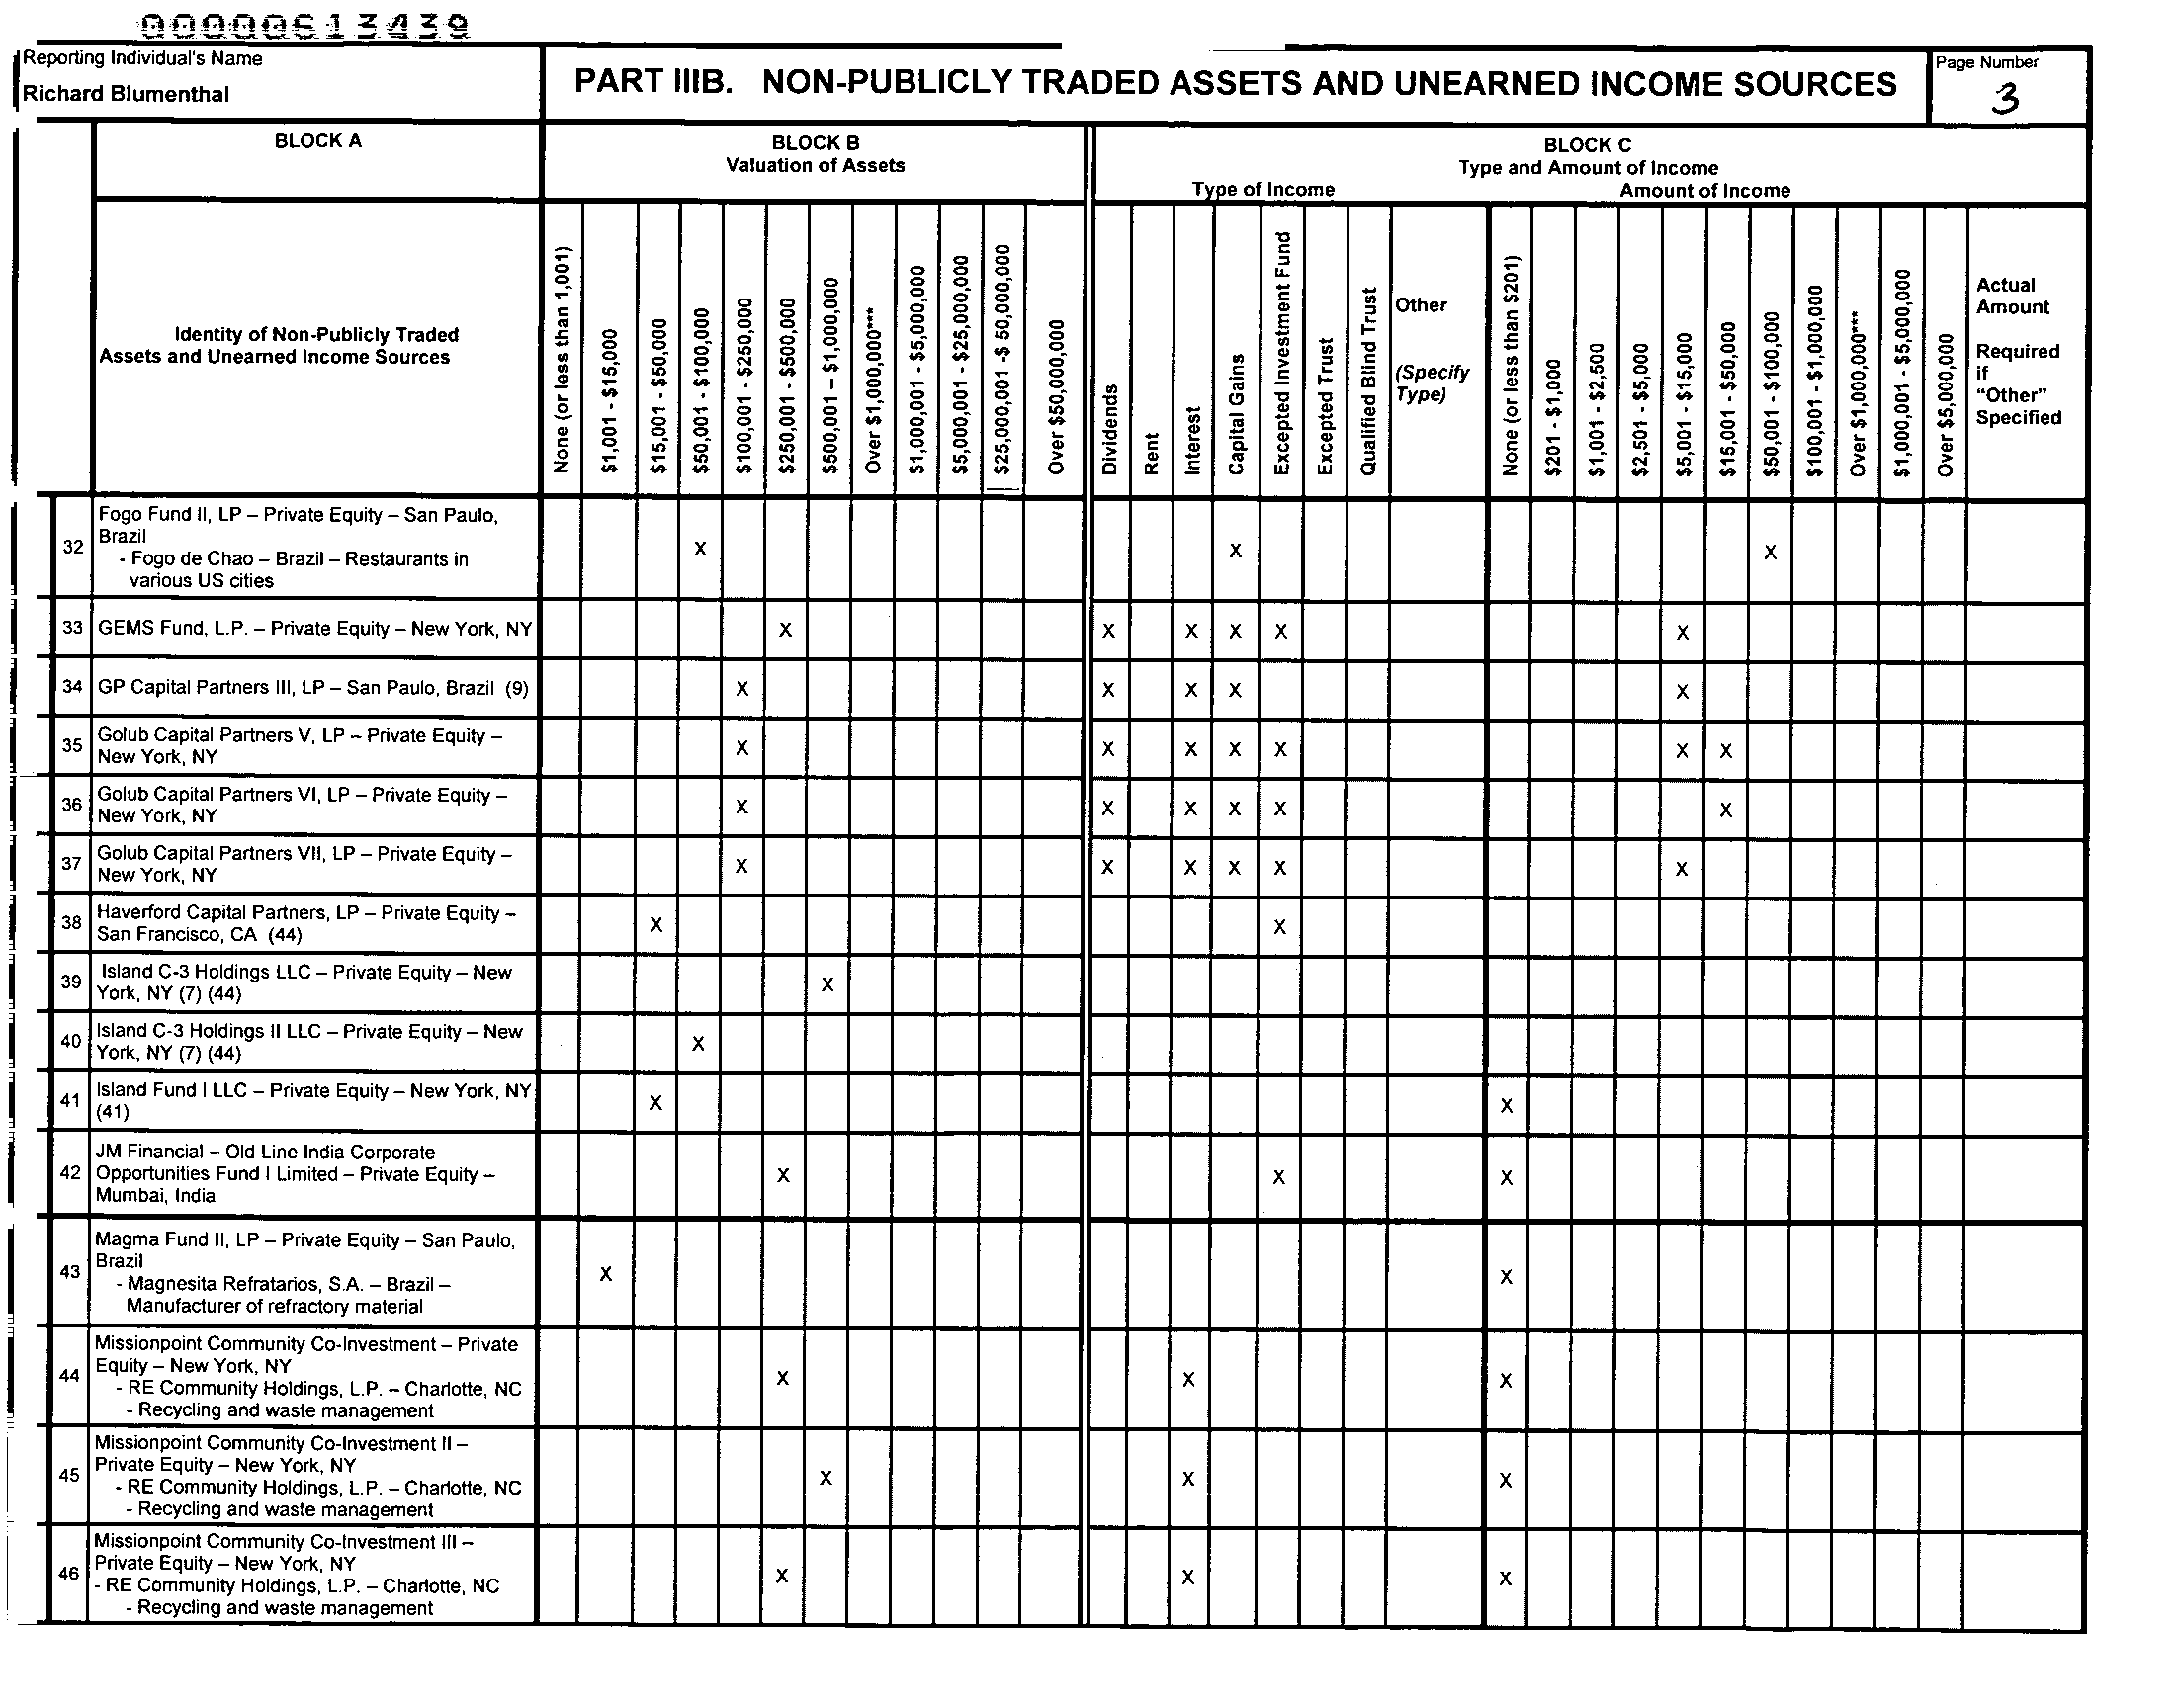 00000613439
Reporting Individual's Name
Richard Blumenthal
PART IIIB. NON-PUBLICLY TRADED ASSETS AND UNEARNED INCOME SOURCES
Page Number
3
BLOCK A
BLOCK B
Valuation of Assets
BLOCK C
Type and Amount of Income
Type of Income
Amount of Income
Identity of Non-Publicly Traded
Assets and Unearned Income Sources
None (or less than 1,001)
$1,001 - $15,000
$15,001 - $50,000
$50,001 - $100,000
$100,001 - $250,000
$250,001 - $500,000
$500,001 – $1,000,000
Over $1,000,000***
$1,000,001 - $5,000,000
$5,000,001 - $25,000,000
$25,000,001 -$ 50,000,000
Over $50,000,000
Dividends
Rent
Interest
Capital Gains
Excepted Investment Fund
Excepted Trust
Qualified Blind Trust
Other
(Specify
Type)
None (or less than $201)
$201 - $1,000
$1,001 - $2,500
$2,501 - $5,000
$5,001 - $15,000
$15,001 - $50,000
$50,001 - $100,000
$100,001 - $1,000,000
Over $1,000,000***
$1,000,001 - $5,000,000
Over $5,000,000
Actual
Amount
Required
if
“Other”
Specified
32
Fogo Fund II, LP – Private Equity – San Paulo,
Brazil
- Fogo de Chao – Brazil – Restaurants in
various US cities
X X X
33 GEMS Fund, L.P. – Private Equity – New York, NY X X X X X X
34 GP Capital Partners III, LP – San Paulo, Brazil (9) X X X X X
35
Golub Capital Partners V, LP – Private Equity –
New York, NY
X X X X X X X
36
Golub Capital Partners VI, LP – Private Equity –
New York, NY
X X X X X X
37
Golub Capital Partners VII, LP – Private Equity –
New York, NY
X X X X X X
38
Haverford Capital Partners, LP – Private Equity –
San Francisco, CA (44)
X X
39
Island C-3 Holdings LLC – Private Equity – New
York, NY (7) (44)
X
40
Island C-3 Holdings II LLC – Private Equity – New
York, NY (7) (44)
X
41
Island Fund I LLC – Private Equity – New York, NY
(41)
X X
42
JM Financial – Old Line India Corporate
Opportunities Fund I Limited – Private Equity –
Mumbai, India
X X X
43
Magma Fund II, LP – Private Equity – San Paulo,
Brazil
- Magnesita Refratarios, S.A. – Brazil –
Manufacturer of refractory material
X X
44
Missionpoint Community Co-Investment – Private
Equity – New York, NY
- RE Community Holdings, L.P. – Charlotte, NC
- Recycling and waste management
X X X
45
Missionpoint Community Co-Investment II –
Private Equity – New York, NY
- RE Community Holdings, L.P. – Charlotte, NC
- Recycling and waste management
X X X
46
Missionpoint Community Co-Investment III –
Private Equity – New York, NY
- RE Community Holdings, L.P. – Charlotte, NC
- Recycling and waste management
X X X